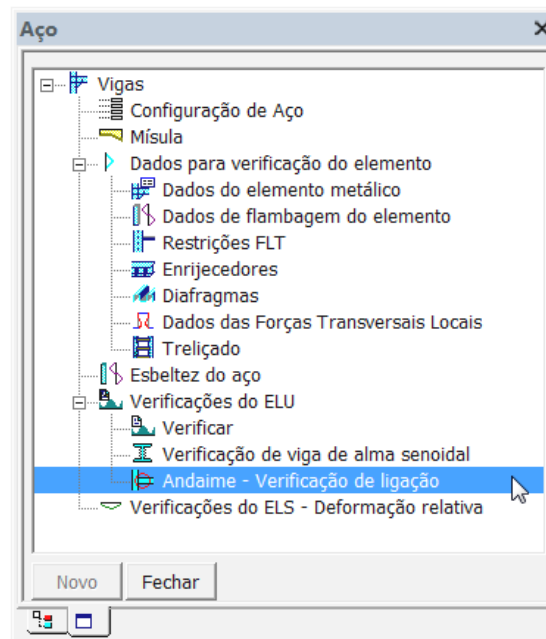 Aço
Vigas
Configuração de Aço
Mísula
Dados para verificação do elemento
Dados do elemento metálico
Dados de flambagem do elemento
Restrições FLT
Enrijecedores
Diafragmas
Dados das Forças Transversais Locais
Treliçado
Esbeltez do aço
Verificações do ELU
Verificar
Verificação de viga de alma senoidal
Andaime - Verificação de ligação
Verificações do ELS - Deformação relativa
Novo Fechar